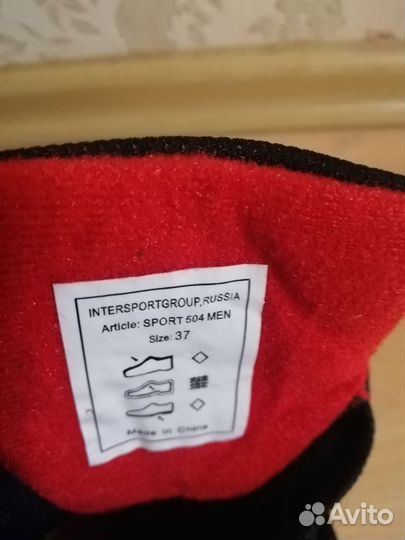 INTERSPORTGROUP,RUSSIA
Article: SPORT 504 MEN
Size: 37
Made in China
Avito